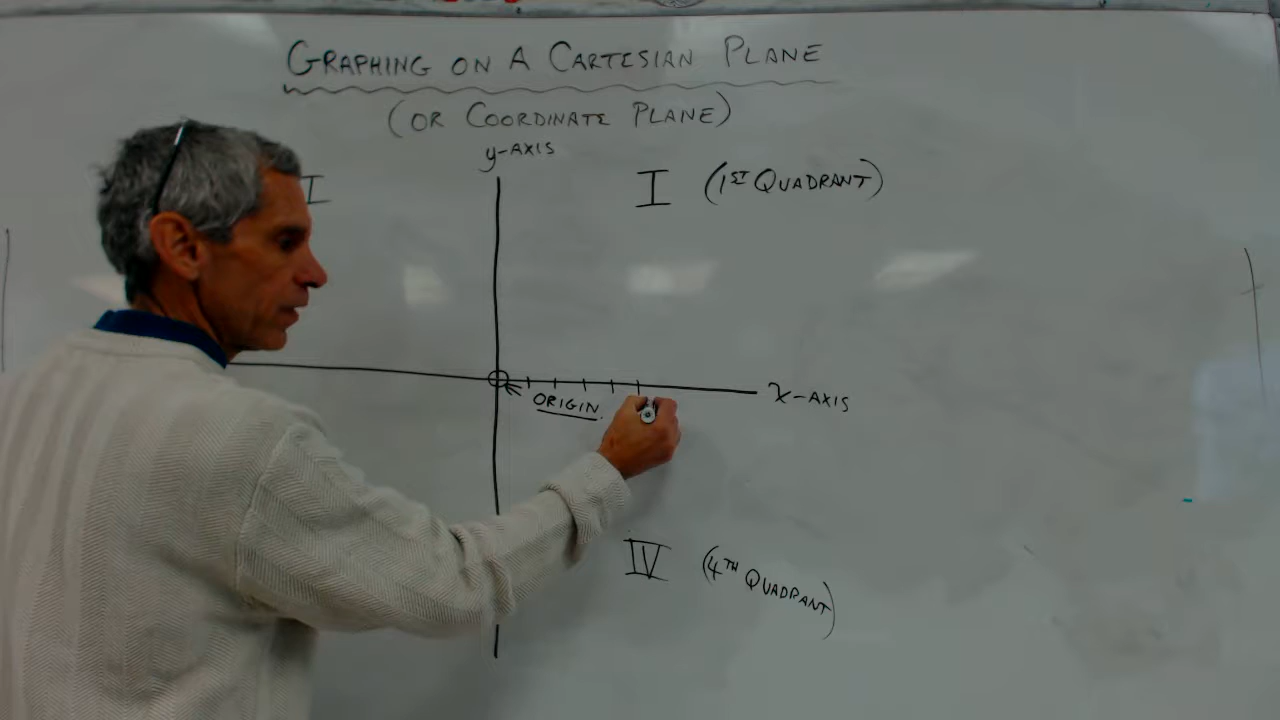 GRAPHING ON A CARTESIAN PLANE
(OR COORDINATE PLANE)
y-AXIS
I
I (1ST QUADRANT)
x-AXIS
ORIGIN
IV (4TH QUADRANT)